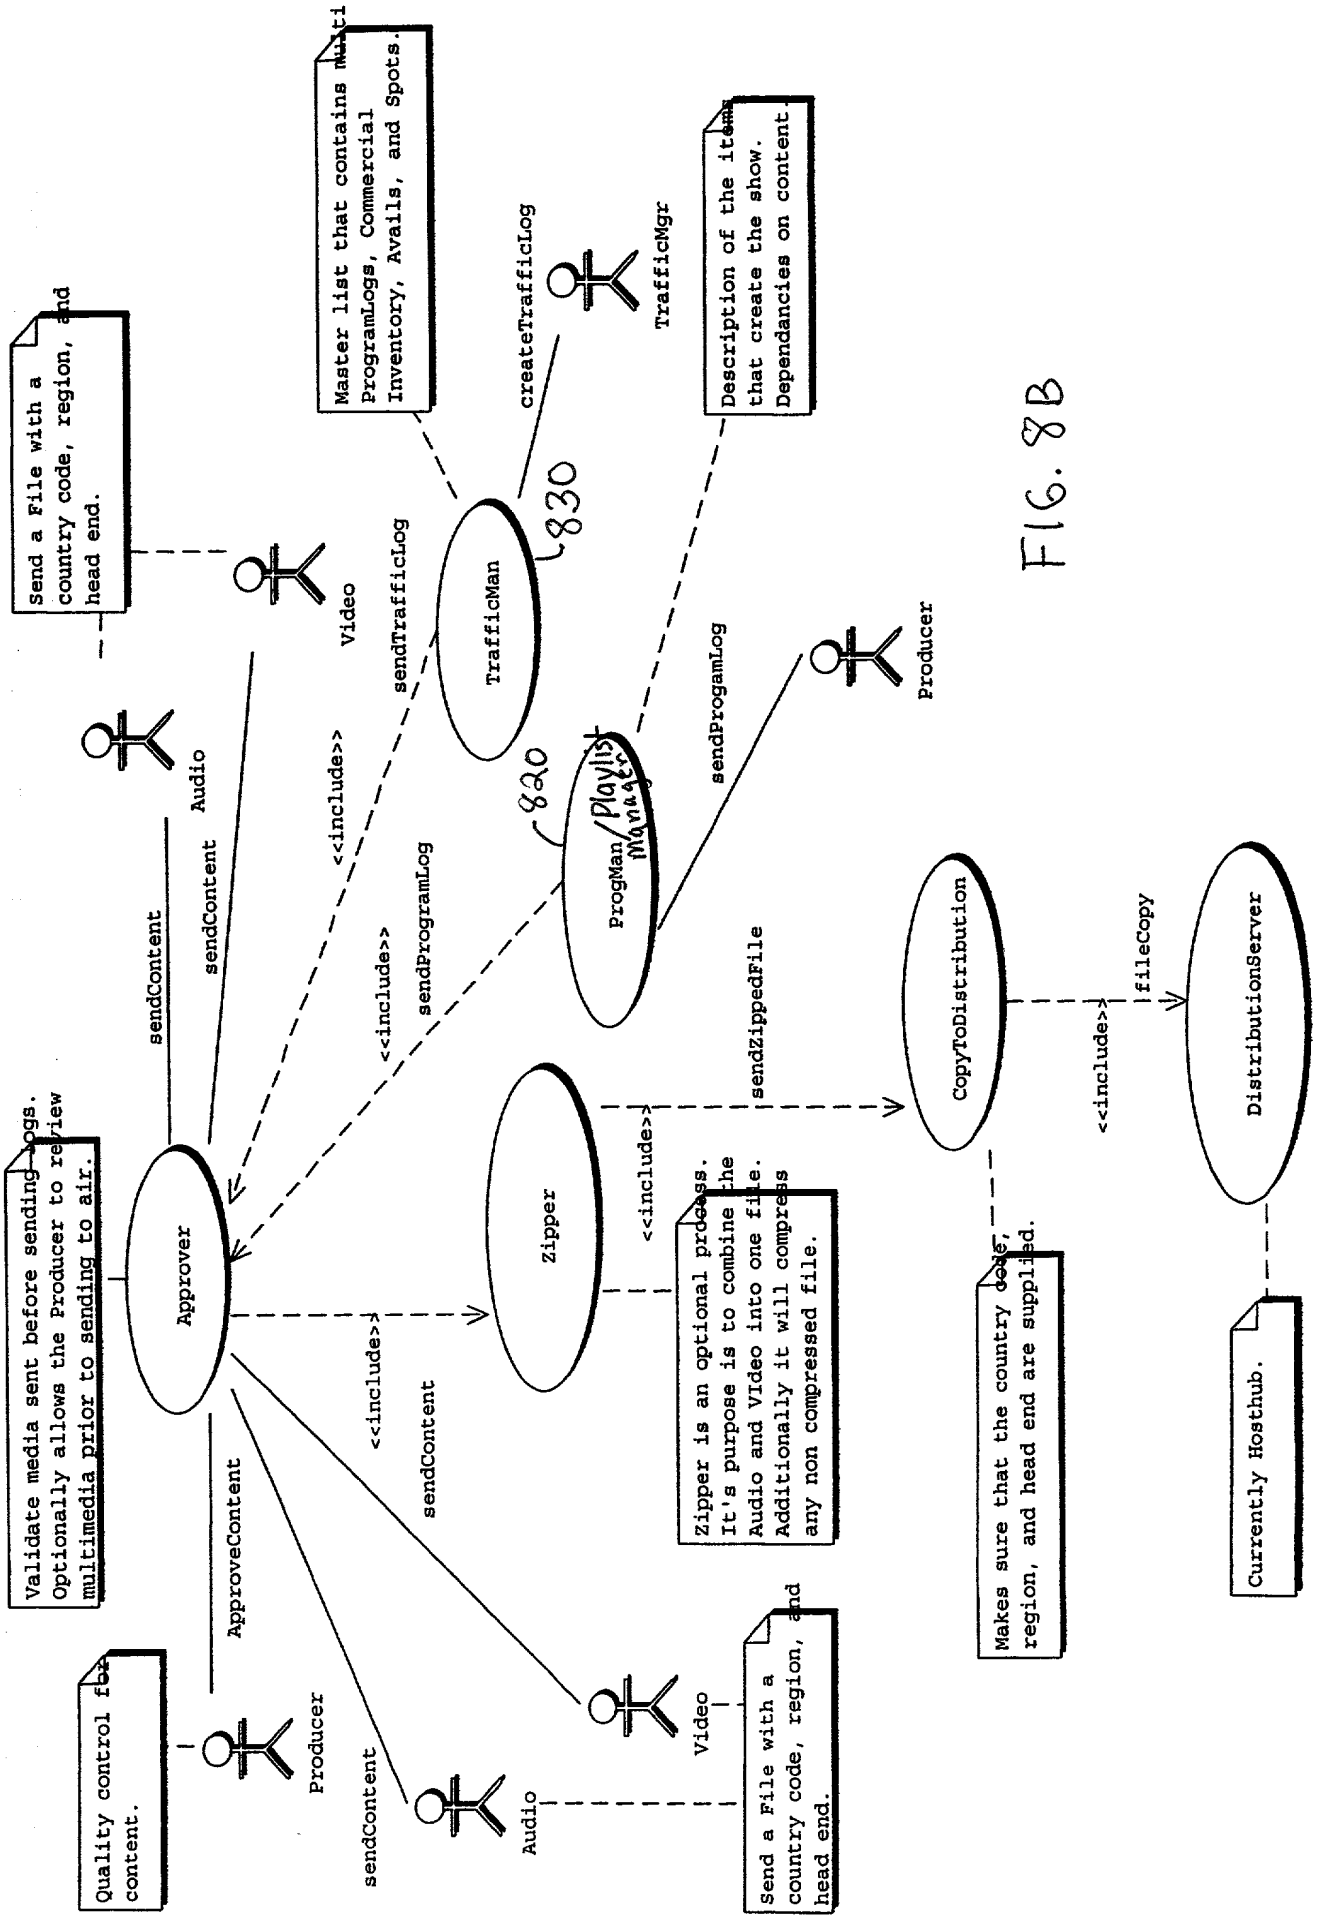 Quality control for
content.
Producer
ApproveContent
Validate media sent before sending logs.
Optionally allows the Producer to review
multimedia prior to sending to air.
Approver
sendContent
Audio
sendContent
Video
Send a File with a
country code, region, and
head end.
sendContent
Audio
Video
Send a File with a
country code, region, and
head end.
<<include>>
sendContent
Zipper
Zipper is an optional process.
It's purpose is to combine the
Audio and VIdeo into one file.
Additionally it will compress
any non compressed file.
<<include>>
sendProgramLog
<<include>>
sendTrafficLog
TrafficMan
830
Master list that contains multi
ProgramLogs, Commercial
Inventory, Avails, and Spots.
createTrafficLog
TrafficMgr
820
ProgMan/Playlist
Manager
Description of the items
that create the show.
Dependancies on content.
sendProgamLog
Producer
<<include>>
sendZippedFile
CopyToDistribution
Makes sure that the country code,
region, and head end are supplied.
<<include>>
fileCopy
DistributionServer
Currently Hosthub.
FIG. 8B